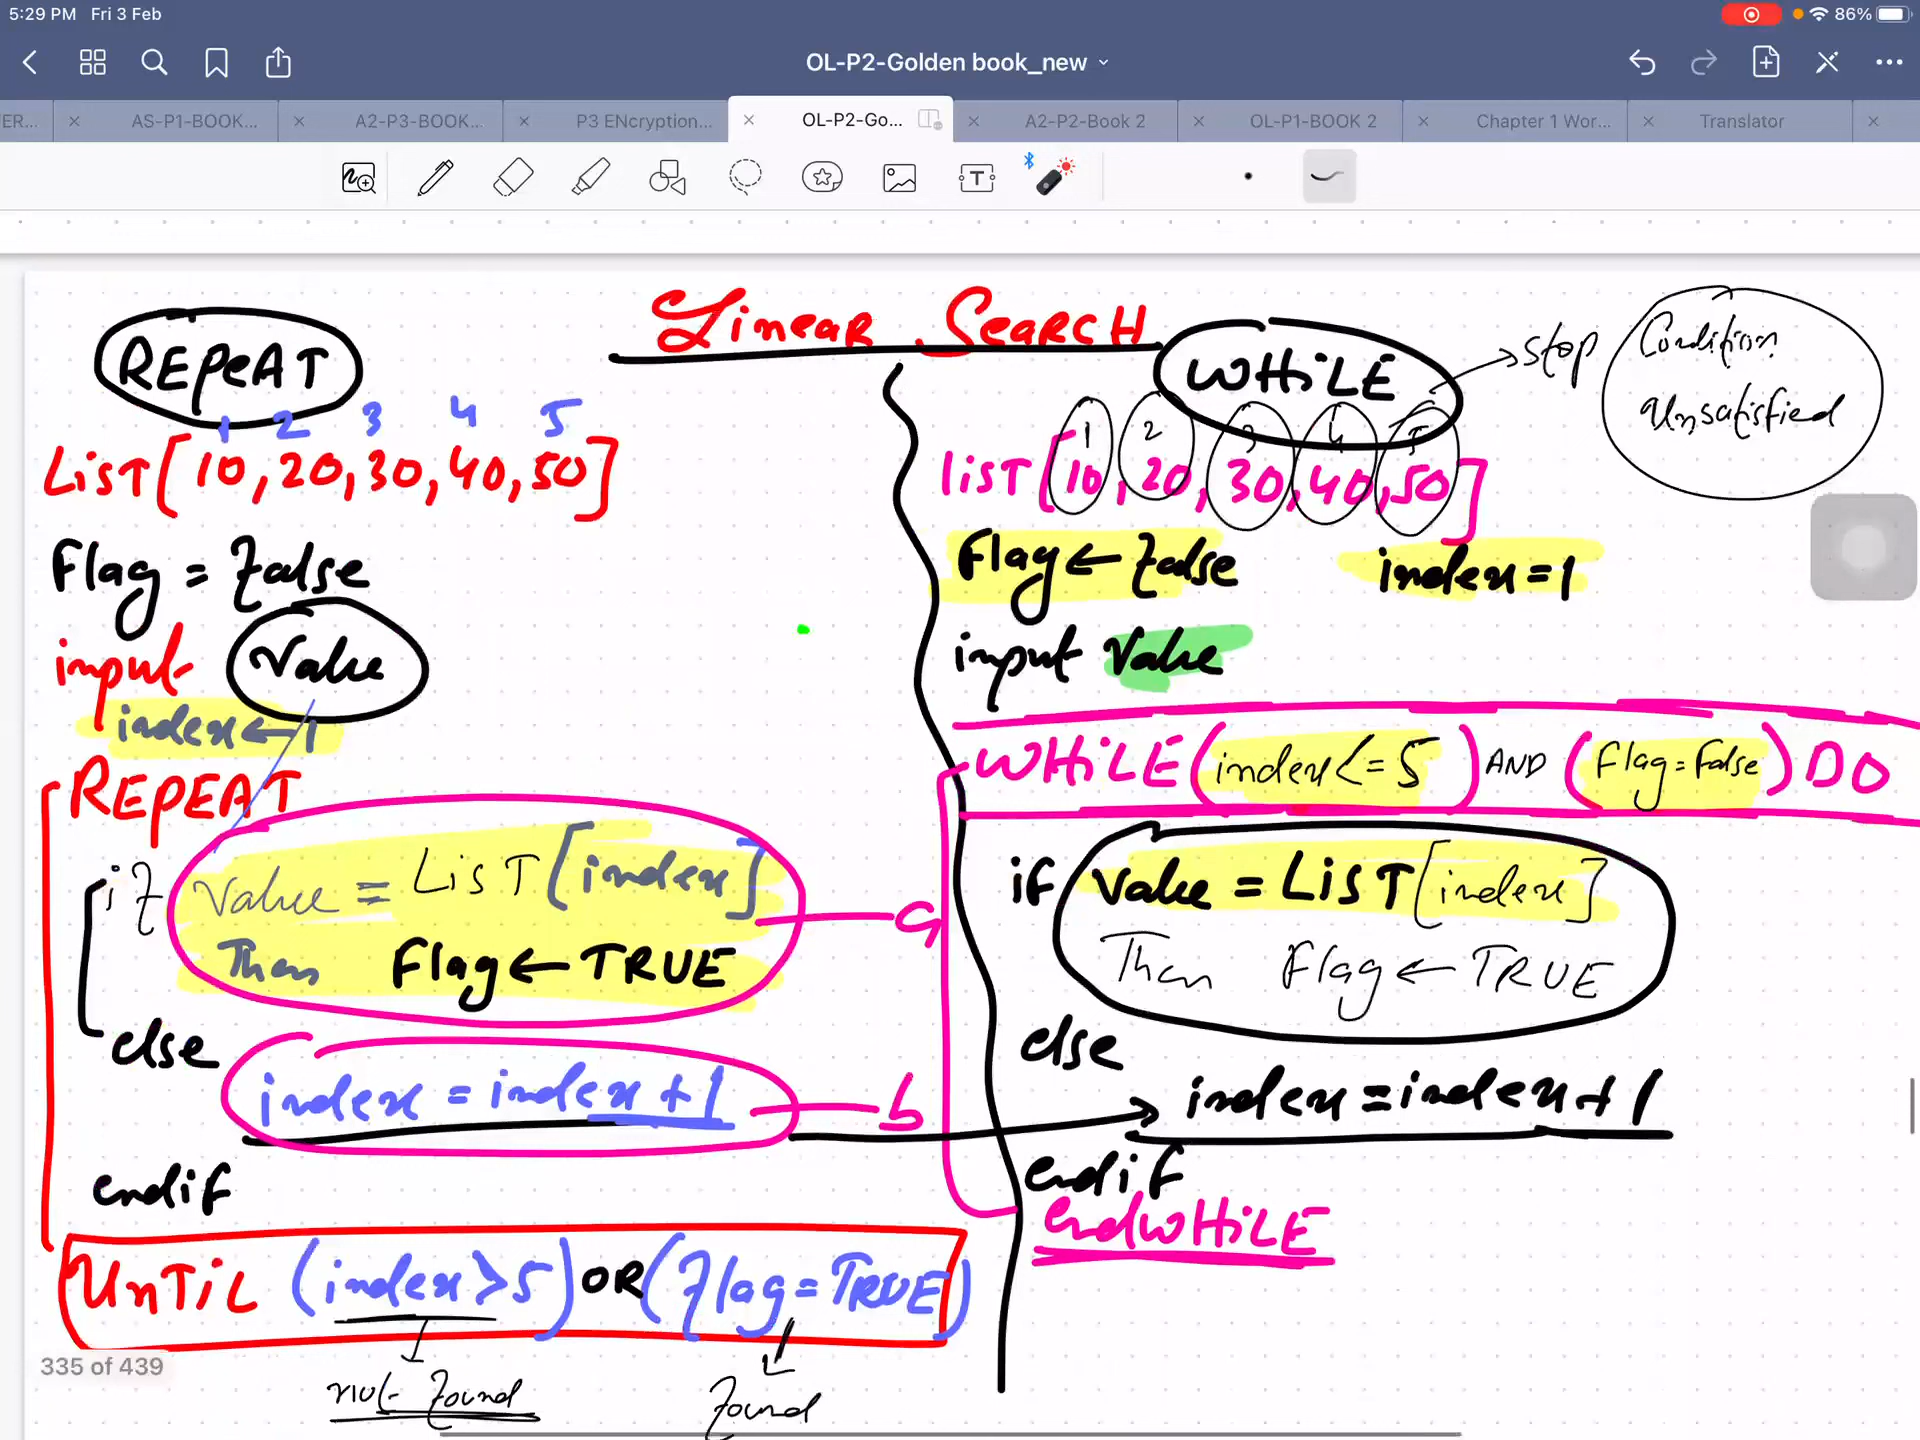 5:29 PM Fri 3 Feb
86%
OL-P2-Golden book_new
ER...
AS-P1-BOOK...
A2-P3-BOOK...
P3 ENcryption...
OL-P2-Go...
A2-P2-Book 2
OL-P1-BOOK 2
Chapter 1 Wor...
Translator
LINEAR SEARCH
REPEAT
1 2 3 4 5
LIST[10,20,30,40,50]
Flag = False
input Value
index←1
REPEAT
if Value = LIST[index]
Then Flag ← TRUE
a
else
index = index + 1
b
endif
UNTIL (index>5) OR (Flag=TRUE)
not found
found
335 of 439
WHILE
stop
Condition
Unsatisfied
1 2 3 4 5
LIST[10,20,30,40,50]
Flag ← False index=1
input Value
WHILE(index<=5) AND (Flag=False) DO
if Value = LIST[index]
Then Flag ← TRUE
else
index=index+1
endif
endWHILE